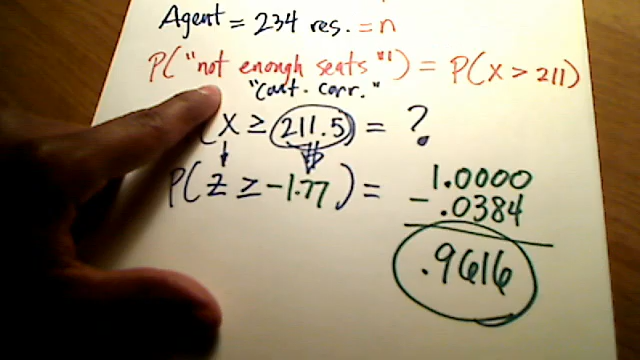 Agent = 234 res. = n
P("not enough seats"!) = P(X > 211)
"Cont. corr."
(X ≥ 211.5) = ?
P(Z ≥ -1.77) = 1.0000
- .0384
.9616